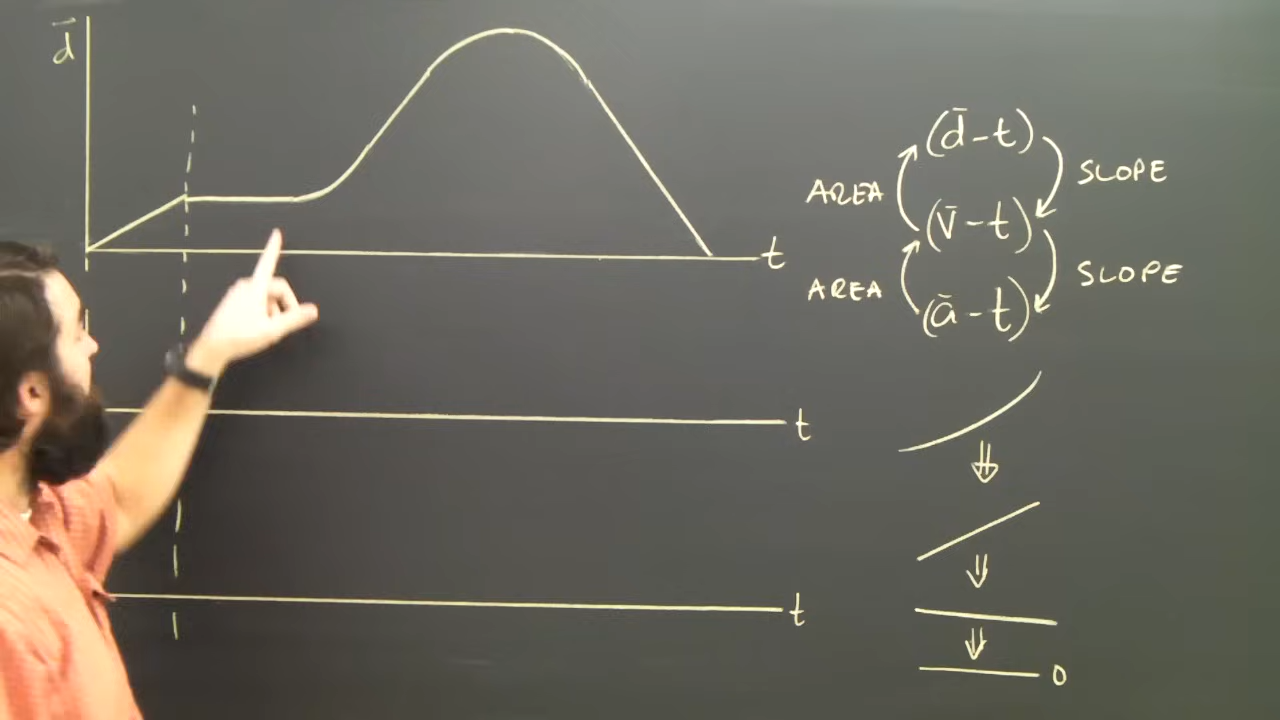 d⃗
t
t
t
(d̄-t)
AREA
SLOPE
(v̄-t)
AREA
SLOPE
(ā-t)
0